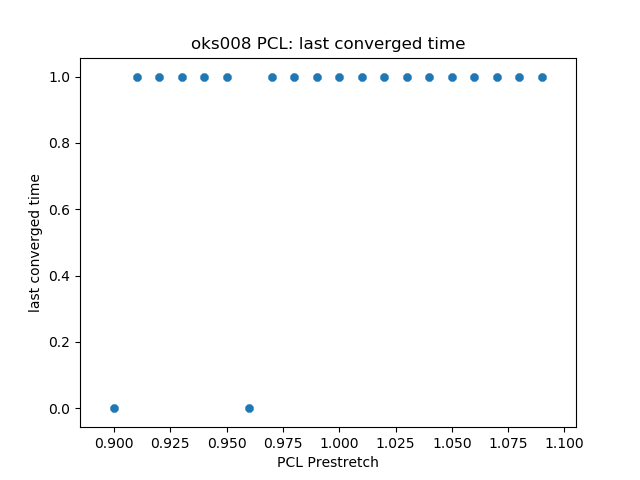 oks008 PCL: last converged time
1.0
0.8
0.6
0.4
0.2
0.0
last converged time
0.900 0.925 0.950 0.975 1.000 1.025 1.050 1.075 1.100
PCL Prestretch